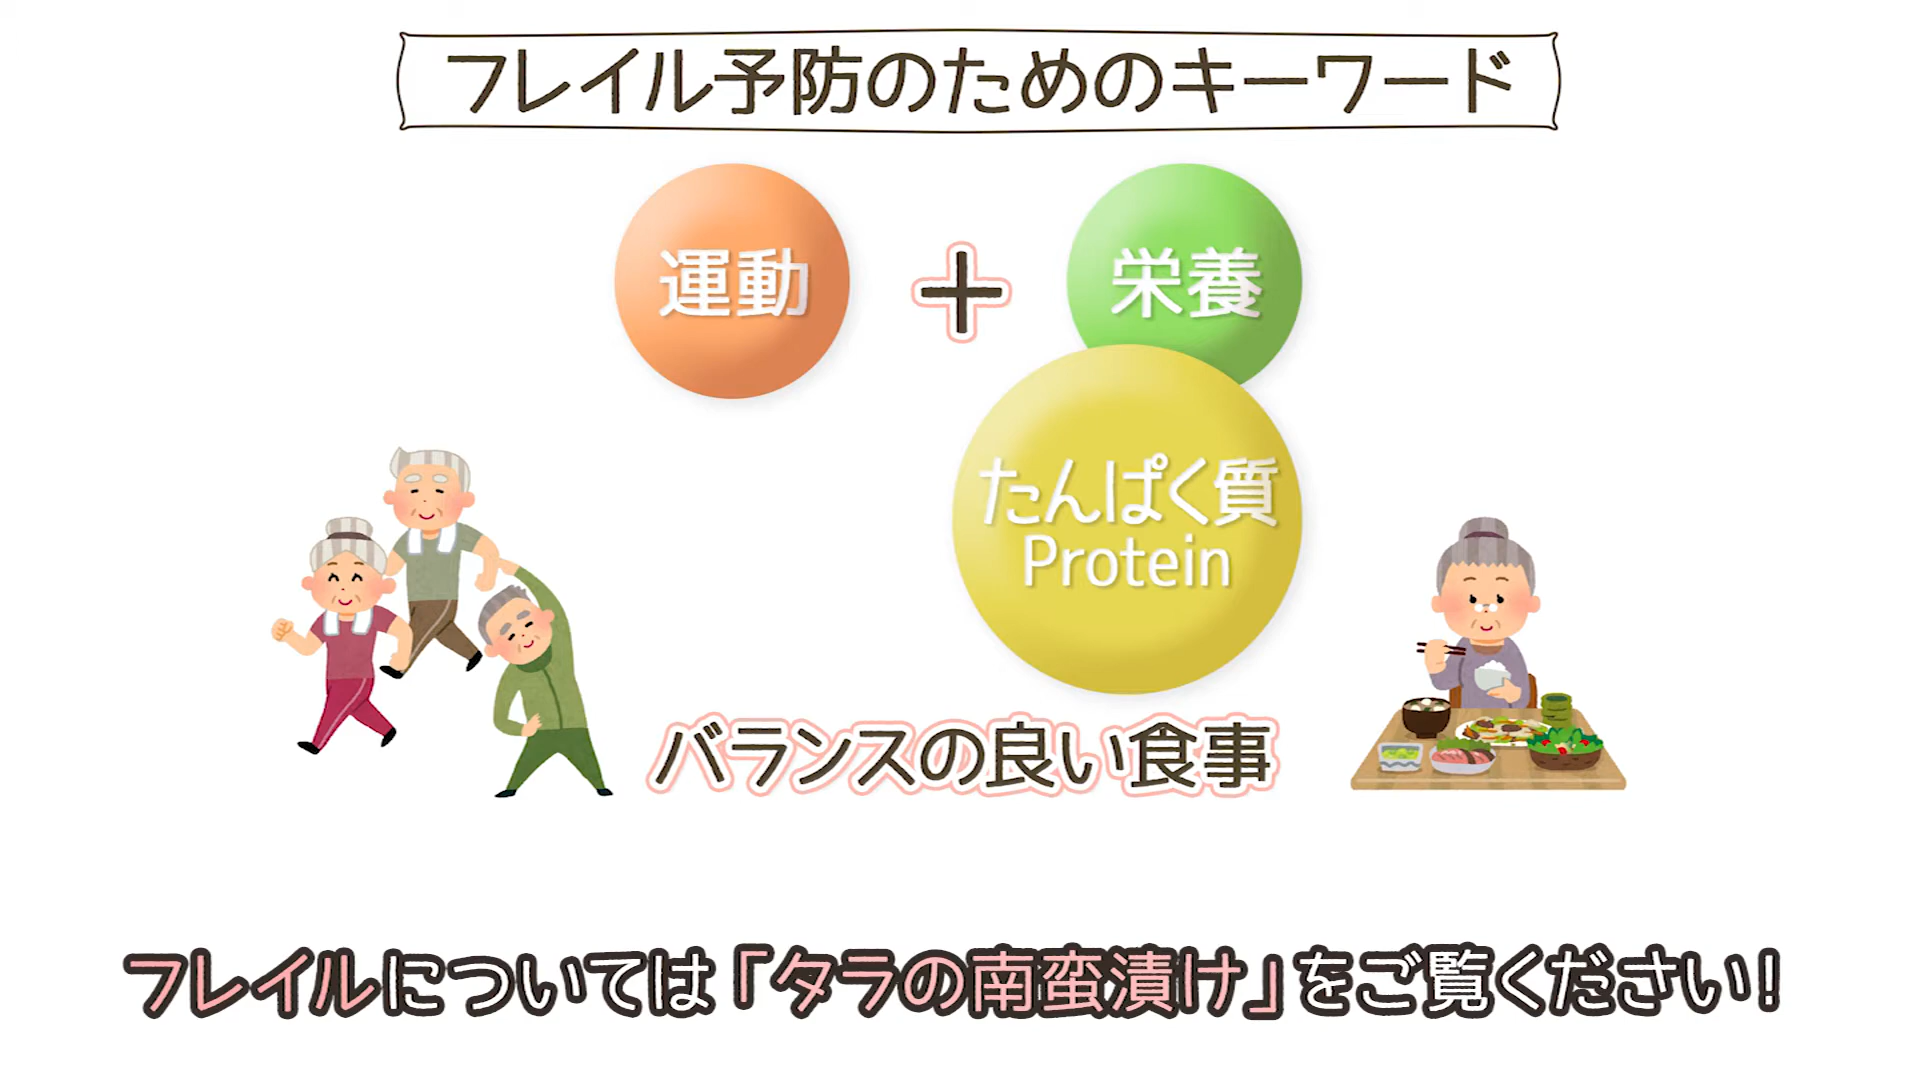 フレイル予防のためのキーワード
運動
+
栄養
たんぱく質
Protein
バランスの良い食事
フレイルについては「タラの南蛮漬け」をご覧ください!